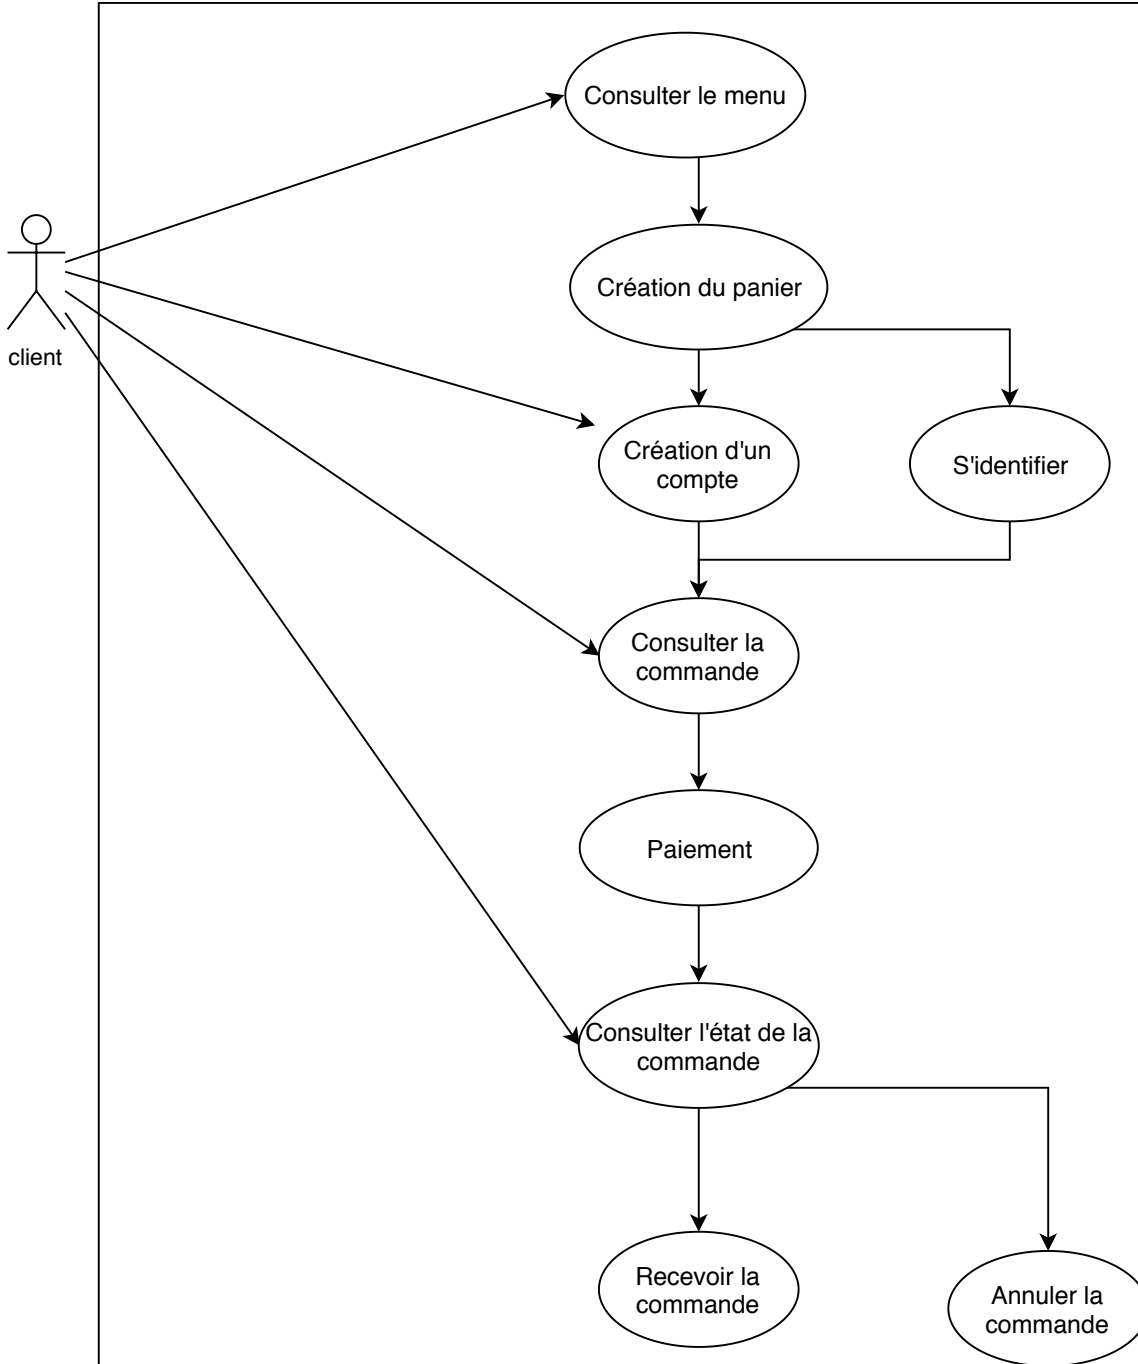 Consulter le menu
Création du panier
client
Création d'un
compte
S'identifier
Consulter la
commande
Paiement
Consulter l'état de la
commande
Recevoir la
commande
Annuler la
commande